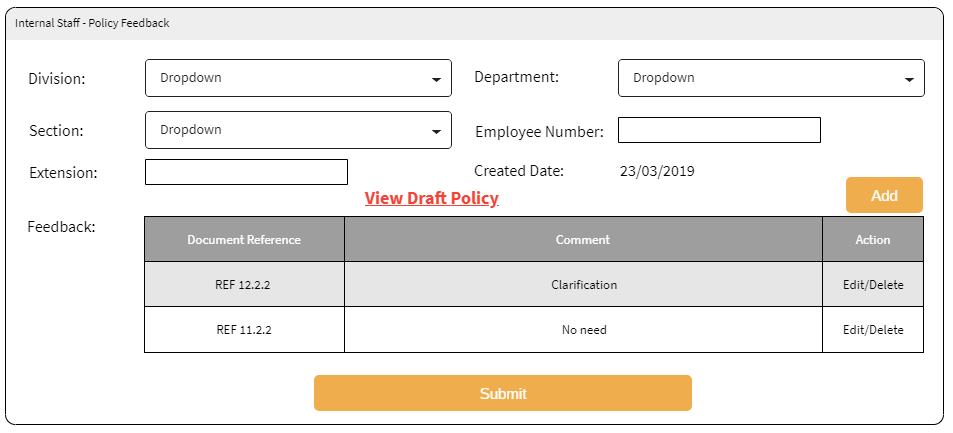 Internal Staff - Policy Feedback
Division: Dropdown Department: Dropdown
Section: Dropdown Employee Number:
Extension: Created Date: 23/03/2019
View Draft Policy Add
Feedback:
Document Reference Comment Action
REF 12.2.2 Clarification Edit/Delete
REF 11.2.2 No need Edit/Delete
Submit